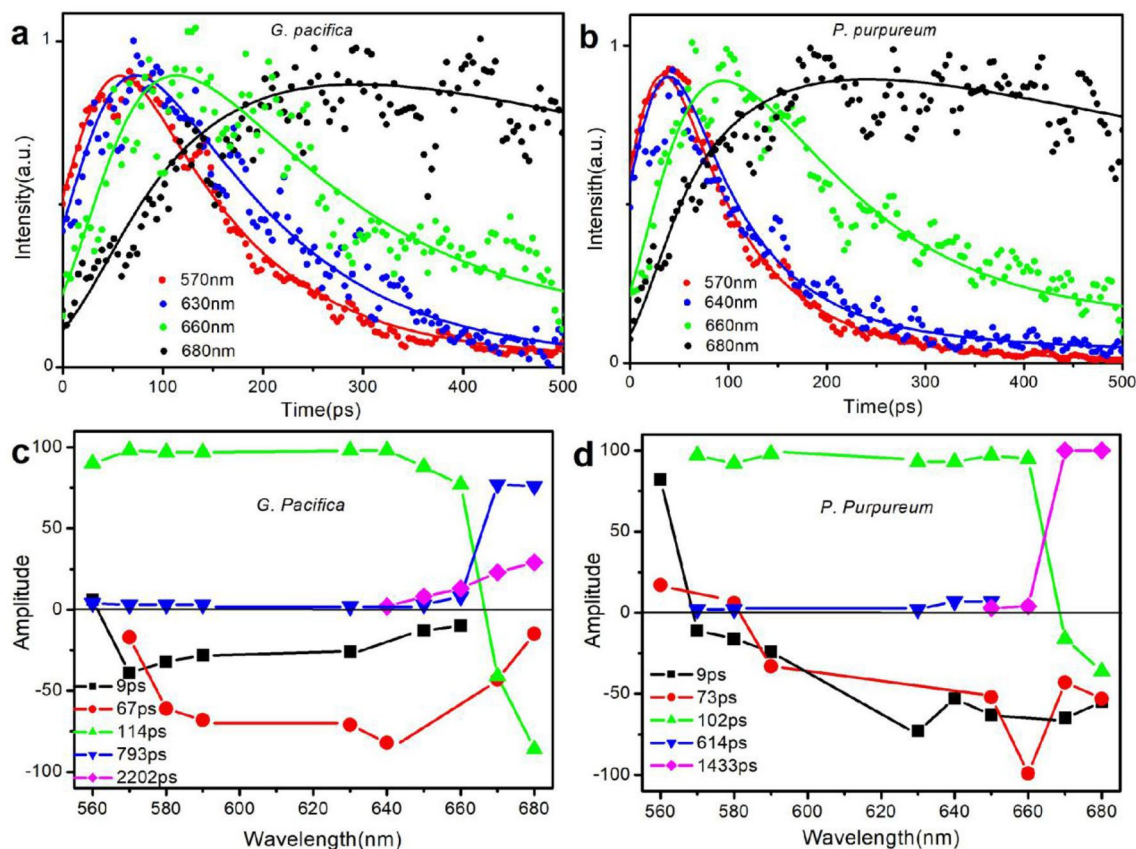 a
G. pacifica
1
0
Intensity(a.u.)
570nm
630nm
660nm
680nm
0 100 200 300 400 500
Time(ps)
b
P. purpureum
1
0
Intensith(a.u.)
570nm
640nm
660nm
680nm
0 100 200 300 400 500
Time(ps)
c
G. Pacifica
100
50
0
-50
-100
Amplitude
9ps
67ps
114ps
793ps
2202ps
560 580 600 620 640 660 680
Wavelength(nm)
d
P. Purpureum
100
50
0
-50
-100
Amplitude
9ps
73ps
102ps
614ps
1433ps
560 580 600 620 640 660 680
Wavelength(nm)